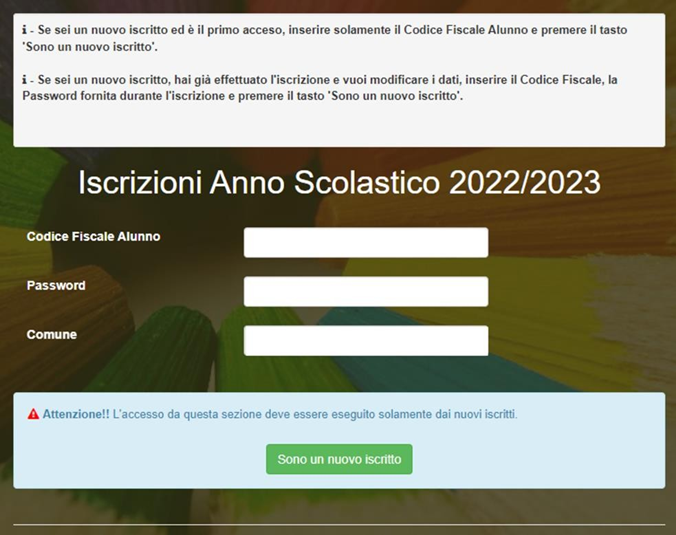 i - Se sei un nuovo iscritto ed è il primo acceso, inserire solamente il Codice Fiscale Alunno e premere il tasto
'Sono un nuovo iscritto'.
i - Se sei un nuovo iscritto, hai già effettuato l'iscrizione e vuoi modificare i dati, inserire il Codice Fiscale, la
Password fornita durante l'iscrizione e premere il tasto 'Sono un nuovo iscritto'.
Iscrizioni Anno Scolastico 2022/2023
Codice Fiscale Alunno
Password
Comune
Attenzione!! L'accesso da questa sezione deve essere eseguito solamente dai nuovi iscritti.
Sono un nuovo iscritto